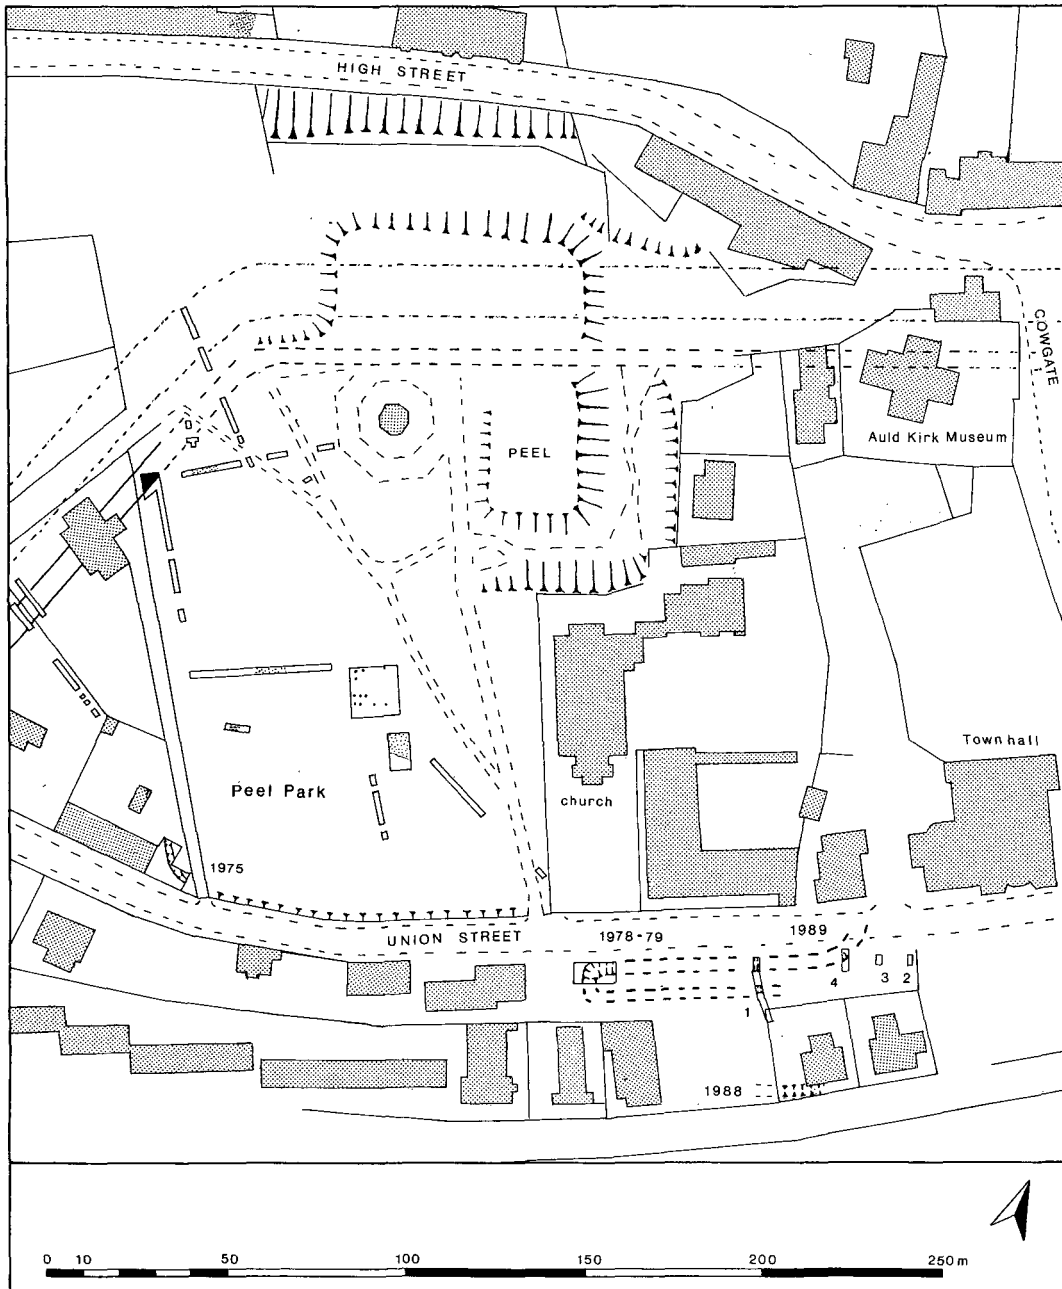 HIGH STREET
COWGATE
Auld Kirk Museum
PEEL
Town hall
Peel Park
church
1975
UNION STREET
1978-79
1989
4
3
2
1
1988
0 10 50 100 150 200 250 m